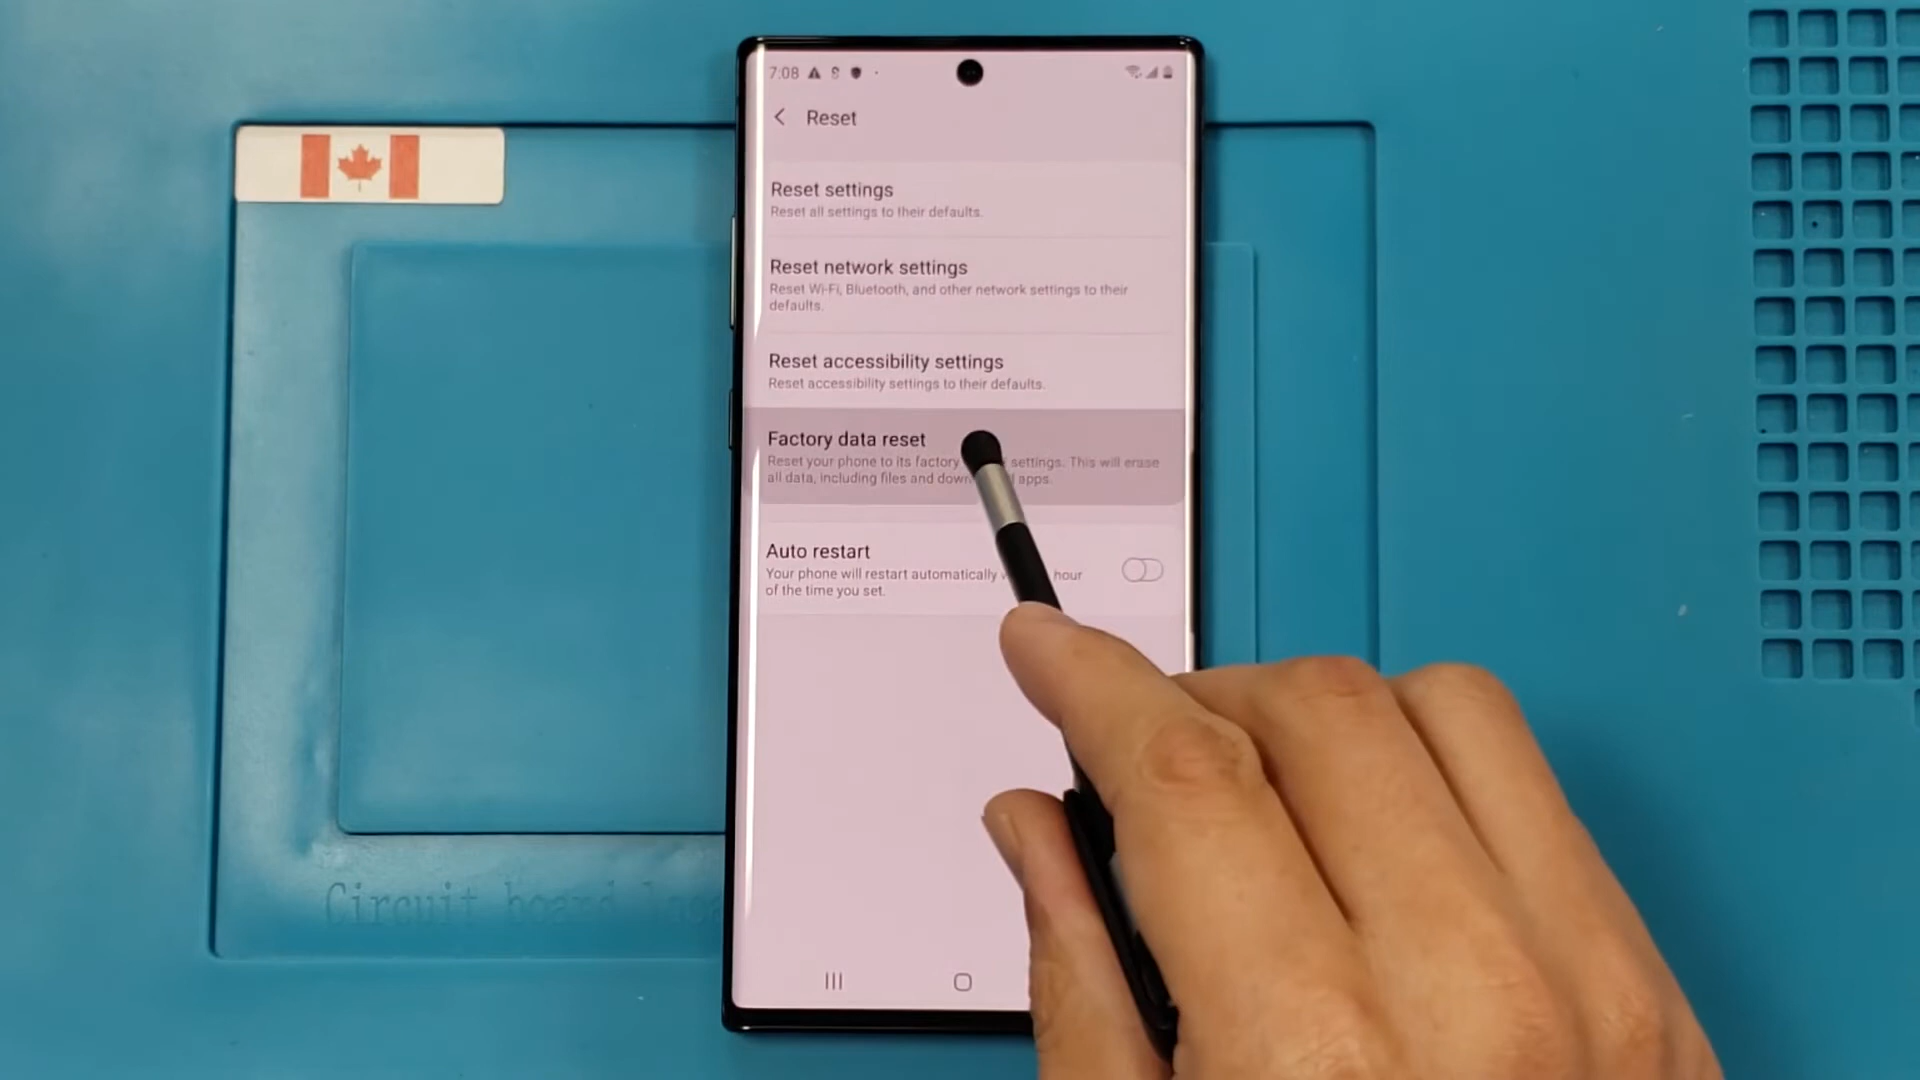 7:08
Reset
Reset settings
Reset all settings to their defaults.
Reset network settings
Reset Wi-Fi, Bluetooth, and other network settings to their
defaults.
Reset accessibility settings
Reset accessibility settings to their defaults.
Factory data reset
Reset your phone to its factory settings. This will erase
all data, including files and apps.
Auto restart
Your phone will restart automatically hour
of the time you set.
Circuit board